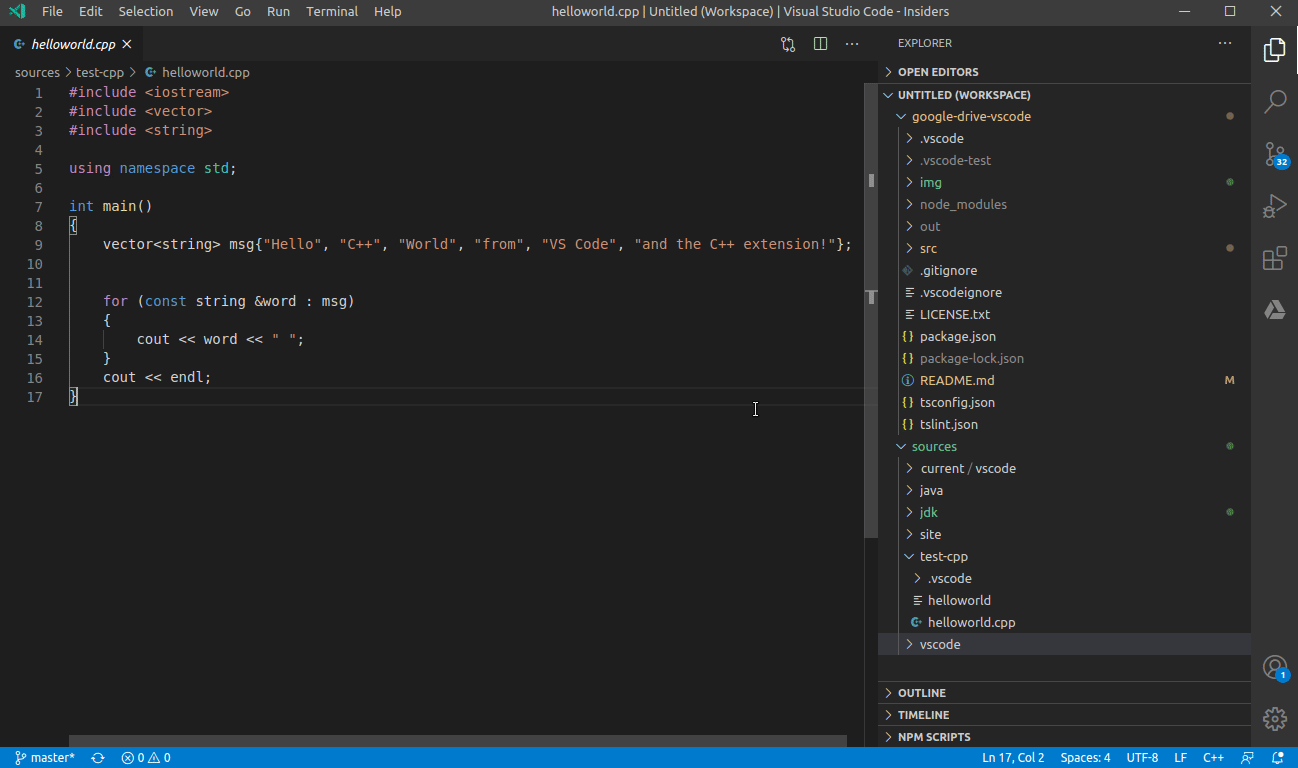 File Edit Selection View Go Run Terminal Help helloworld.cpp | Untitled (Workspace) | Visual Studio Code - Insiders
helloworld.cpp
sources > test-cpp > helloworld.cpp
1 #include <iostream>
2 #include <vector>
3 #include <string>
4
5 using namespace std;
6
7 int main()
8 {
9 vector<string> msg{"Hello", "C++", "World", "from", "VS Code", "and the C++ extension!"};
10
11
12 for (const string &word : msg)
13 {
14 cout << word << " ";
15 }
16 cout << endl;
17 }
EXPLORER
OPEN EDITORS
UNTITLED (WORKSPACE)
google-drive-vscode
.vscode
.vscode-test
img
node_modules
out
src
.gitignore
.vscodeignore
LICENSE.txt
package.json
package-lock.json
README.md M
tsconfig.json
tslint.json
sources
current / vscode
java
jdk
site
test-cpp
.vscode
helloworld
helloworld.cpp
vscode
OUTLINE
TIMELINE
NPM SCRIPTS
32
1
master* 0 0 Ln 17, Col 2 Spaces: 4 UTF-8 LF C++